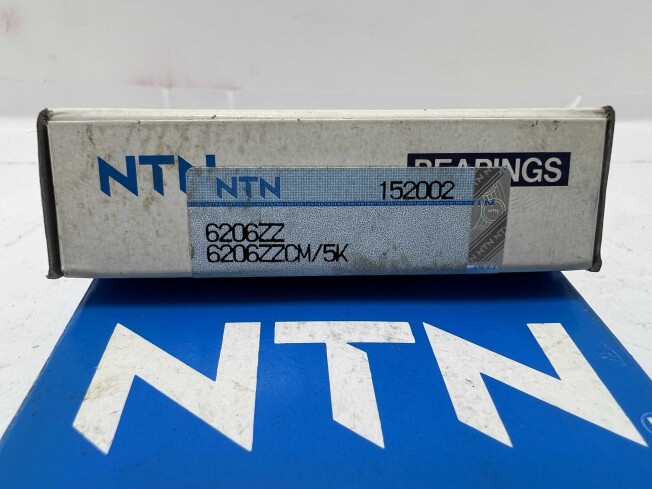 NTN BEARINGS
NTN 152002
6206ZZ
6206ZZCM/5K
NTN